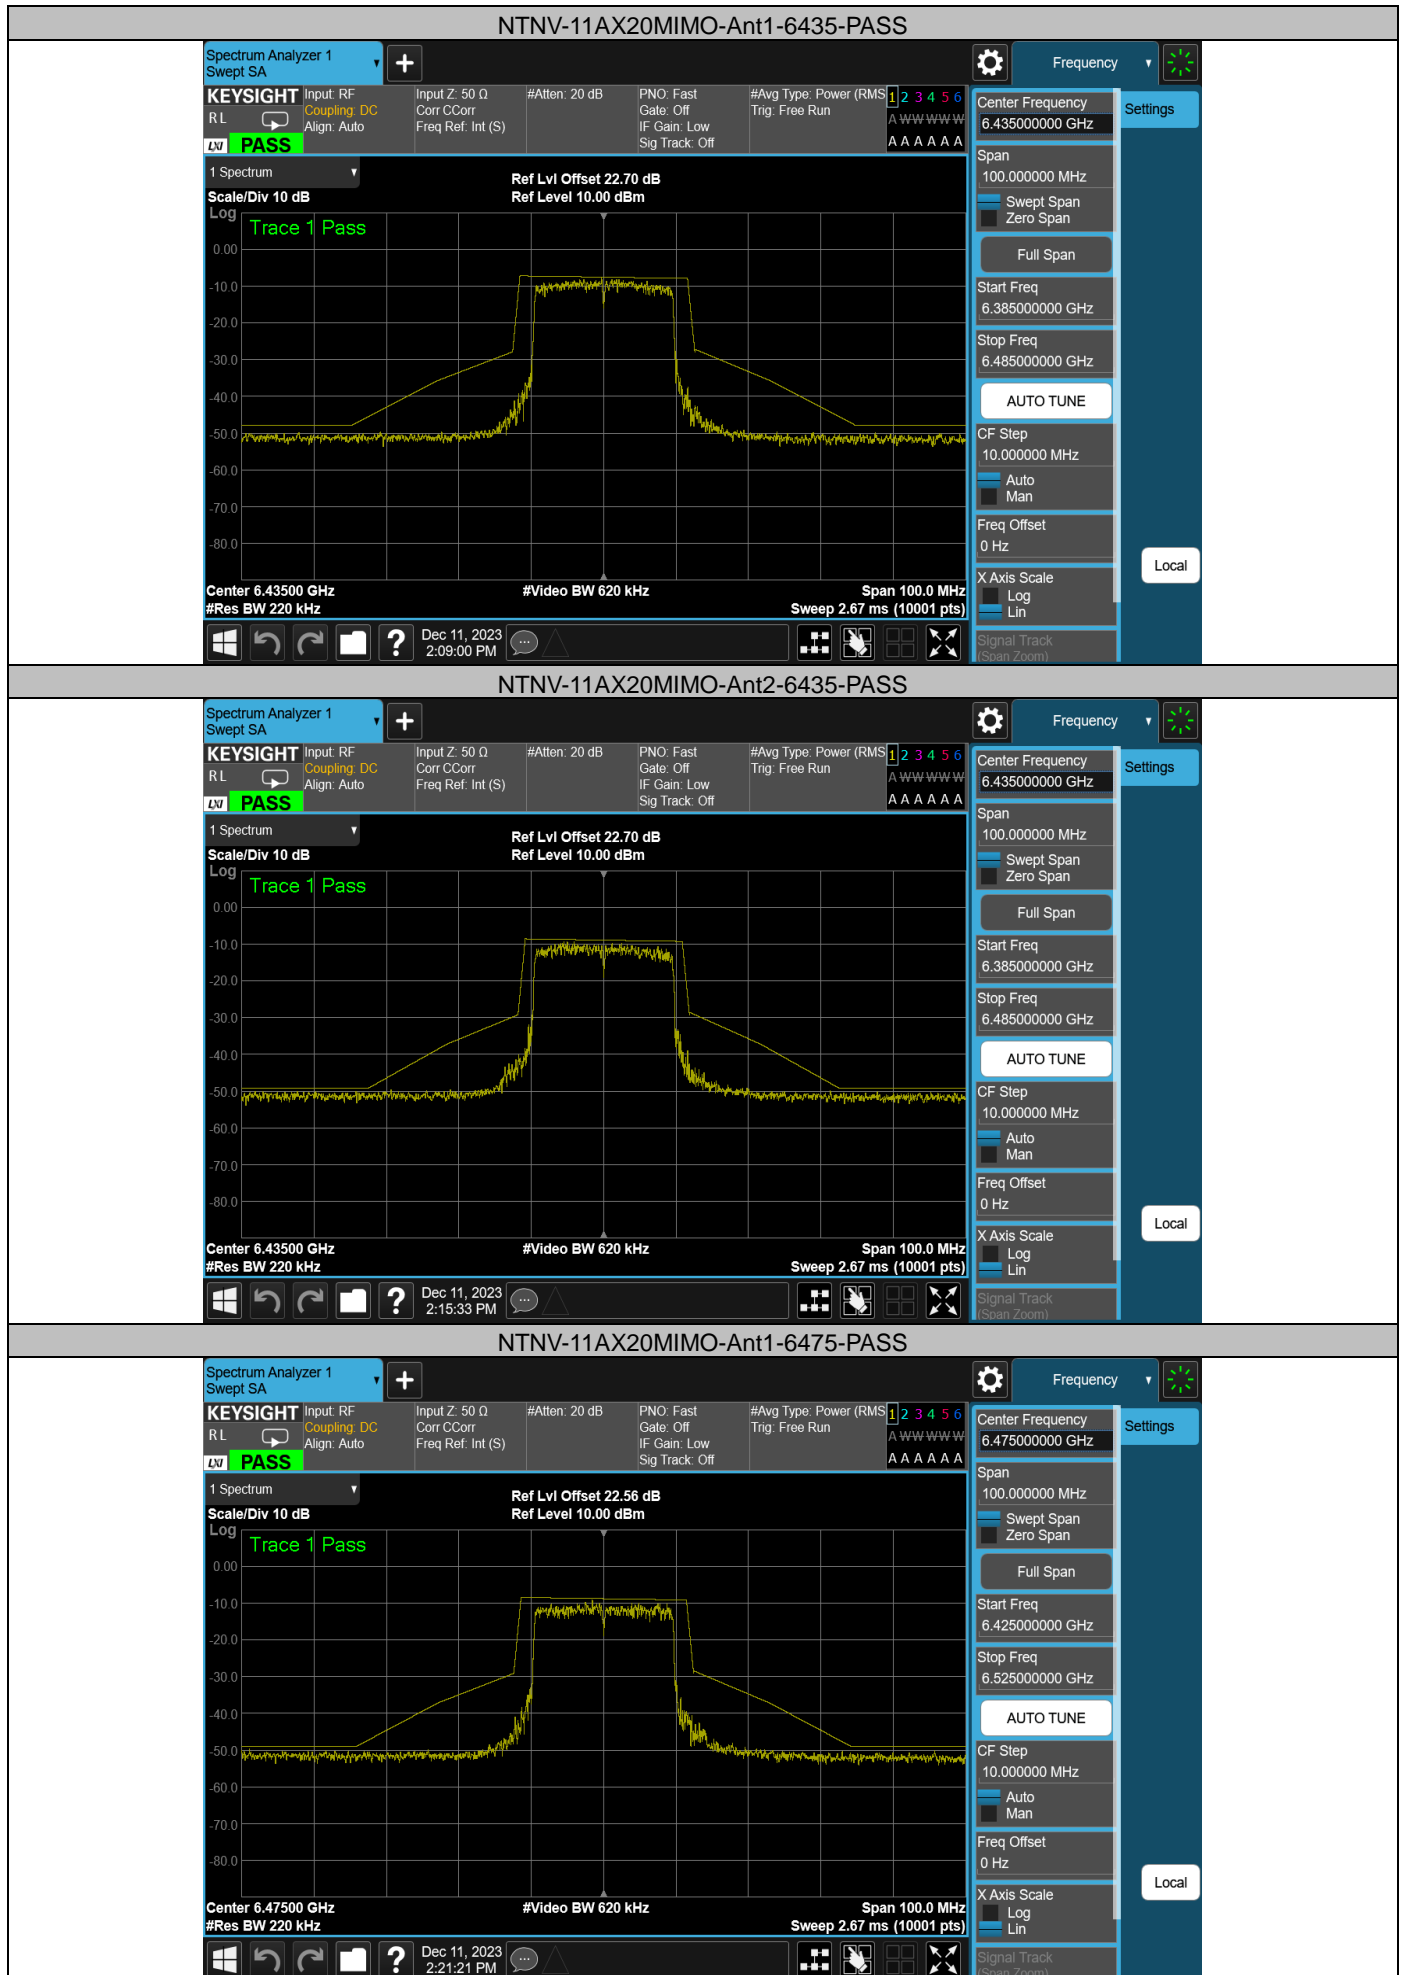 NTNV-11AX20MIMO-Ant1-6435-PASS
Spectrum Analyzer 1
Swept SA
Frequency
KEYSIGHT
R L
LXI
PASS
Input: RF
Coupling: DC
Align: Auto
Input Z: 50 Ω
Corr CCorr
Freq Ref: Int (S)
#Atten: 20 dB
PNO: Fast
Gate: Off
IF Gain: Low
Sig Track: Off
#Avg Type: Power (RMS
Trig: Free Run
1 2 3 4 5 6
A W W W W W
A A A A A A
1 Spectrum
Scale/Div 10 dB
Ref Lvl Offset 22.70 dB
Ref Level 10.00 dBm
Log
Trace 1 Pass
0.00
-10.0
-20.0
-30.0
-40.0
-50.0
-60.0
-70.0
-80.0
Center 6.43500 GHz
#Video BW 620 kHz
Span 100.0 MHz
#Res BW 220 kHz
Sweep 2.67 ms (10001 pts)
Dec 11, 2023
2:09:00 PM
Center Frequency
6.435000000 GHz
Settings
Span
100.000000 MHz
Swept Span
Zero Span
Full Span
Start Freq
6.385000000 GHz
Stop Freq
6.485000000 GHz
AUTO TUNE
CF Step
10.000000 MHz
Auto
Man
Freq Offset
0 Hz
X Axis Scale
Log
Lin
Signal Track
(Span Zoom)
Local
NTNV-11AX20MIMO-Ant2-6435-PASS
Spectrum Analyzer 1
Swept SA
Frequency
KEYSIGHT
R L
LXI
PASS
Input: RF
Coupling: DC
Align: Auto
Input Z: 50 Ω
Corr CCorr
Freq Ref: Int (S)
#Atten: 20 dB
PNO: Fast
Gate: Off
IF Gain: Low
Sig Track: Off
#Avg Type: Power (RMS
Trig: Free Run
1 2 3 4 5 6
A W W W W W
A A A A A A
1 Spectrum
Scale/Div 10 dB
Ref Lvl Offset 22.70 dB
Ref Level 10.00 dBm
Log
Trace 1 Pass
0.00
-10.0
-20.0
-30.0
-40.0
-50.0
-60.0
-70.0
-80.0
Center 6.43500 GHz
#Video BW 620 kHz
Span 100.0 MHz
#Res BW 220 kHz
Sweep 2.67 ms (10001 pts)
Dec 11, 2023
2:15:33 PM
Center Frequency
6.435000000 GHz
Settings
Span
100.000000 MHz
Swept Span
Zero Span
Full Span
Start Freq
6.385000000 GHz
Stop Freq
6.485000000 GHz
AUTO TUNE
CF Step
10.000000 MHz
Auto
Man
Freq Offset
0 Hz
X Axis Scale
Log
Lin
Signal Track
(Span Zoom)
Local
NTNV-11AX20MIMO-Ant1-6475-PASS
Spectrum Analyzer 1
Swept SA
Frequency
KEYSIGHT
R L
LXI
PASS
Input: RF
Coupling: DC
Align: Auto
Input Z: 50 Ω
Corr CCorr
Freq Ref: Int (S)
#Atten: 20 dB
PNO: Fast
Gate: Off
IF Gain: Low
Sig Track: Off
#Avg Type: Power (RMS
Trig: Free Run
1 2 3 4 5 6
A W W W W W
A A A A A A
1 Spectrum
Scale/Div 10 dB
Ref Lvl Offset 22.56 dB
Ref Level 10.00 dBm
Log
Trace 1 Pass
0.00
-10.0
-20.0
-30.0
-40.0
-50.0
-60.0
-70.0
-80.0
Center 6.47500 GHz
#Video BW 620 kHz
Span 100.0 MHz
#Res BW 220 kHz
Sweep 2.67 ms (10001 pts)
Dec 11, 2023
2:21:21 PM
Center Frequency
6.475000000 GHz
Settings
Span
100.000000 MHz
Swept Span
Zero Span
Full Span
Start Freq
6.425000000 GHz
Stop Freq
6.525000000 GHz
AUTO TUNE
CF Step
10.000000 MHz
Auto
Man
Freq Offset
0 Hz
X Axis Scale
Log
Lin
Signal Track
(Span Zoom)
Local